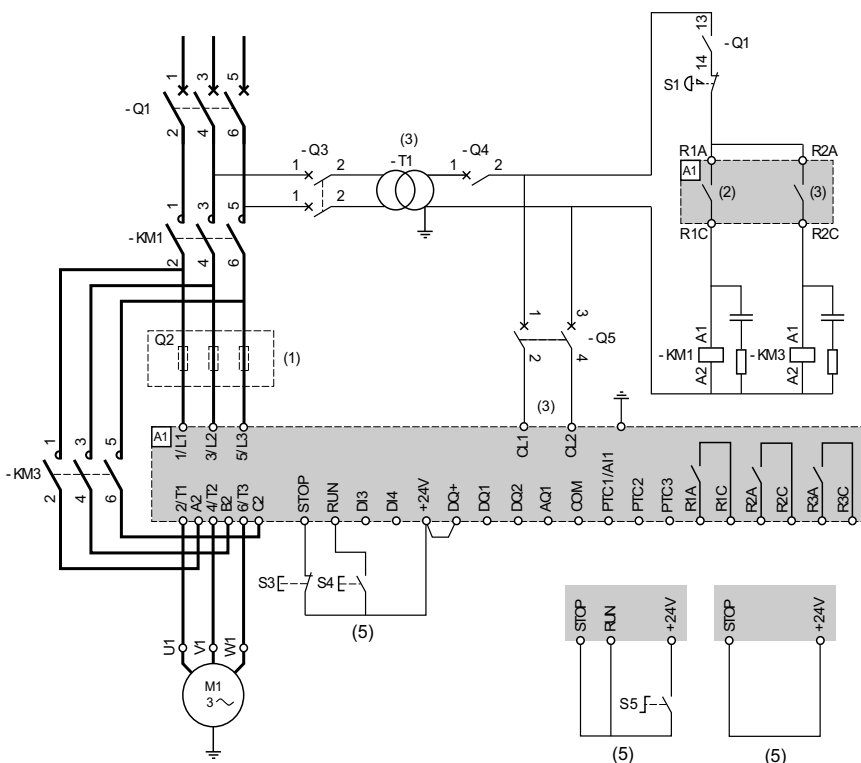 13
1 3 5
-Q1
14
-Q1
S1
2 4 6
-Q3
(3)
-T1
-Q4
1 2
1 2
1 2
R1A R2A
A1
(2) (3)
R1C R2C
1 3 5
-KM1
2 4 6
1 3
-Q5
2 4
Q2
(1)
A1 A1
-KM1 -KM3
A2 A2
(3)
A1
1/L1 3/L2 5/L3 CL1 CL2
1 3 5
-KM3
2 4 6
2/T1 A2 4/T2 B2 6/T3 C2 STOP RUN DI3 DI4 +24V DQ+ DQ1 DQ2 AQ1 COM PTC1/AI1 PTC2 PTC3 R1A R1C R2A R2C R3A R3C
S3 S4
(5)
STOP RUN +24V
STOP +24V
U1 V1 W1
M1
3
S5
(5) (5)